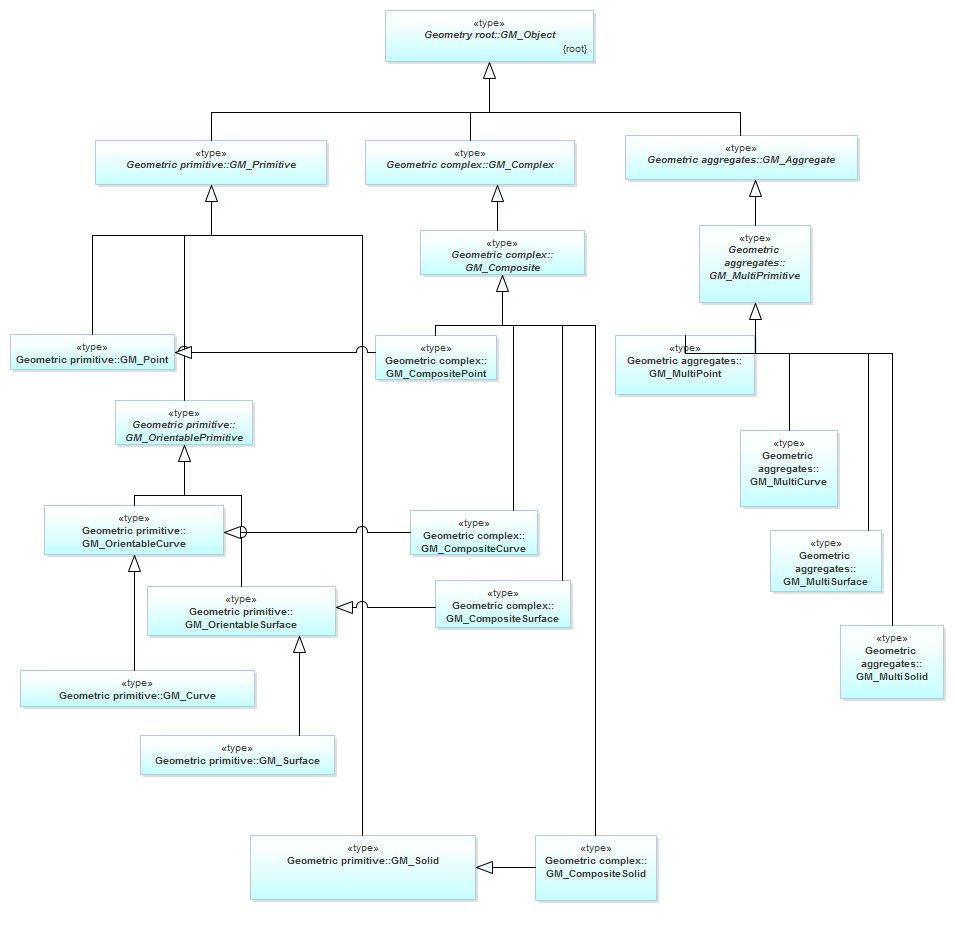 «type»
Geometry root::GM_Object
{root}
«type»
Geometric primitive::GM_Primitive
«type»
Geometric complex::GM_Complex
«type»
Geometric aggregates::GM_Aggregate
«type»
Geometric complex::
GM_Composite
«type»
Geometric
aggregates::
GM_MultiPrimitive
«type»
Geometric primitive::GM_Point
«type»
Geometric complex::
GM_CompositePoint
«type»
Geometric aggregates::
GM_MultiPoint
«type»
Geometric primitive::
GM_OrientablePrimitive
«type»
Geometric
aggregates::
GM_MultiCurve
«type»
Geometric primitive::
GM_OrientableCurve
«type»
Geometric complex::
GM_CompositeCurve
«type»
Geometric
aggregates::
GM_MultiSurface
«type»
Geometric primitive::
GM_OrientableSurface
«type»
Geometric complex::
GM_CompositeSurface
«type»
Geometric
aggregates::
GM_MultiSolid
«type»
Geometric primitive::GM_Curve
«type»
Geometric primitive::GM_Surface
«type»
Geometric primitive::GM_Solid
«type»
Geometric complex::
GM_CompositeSolid